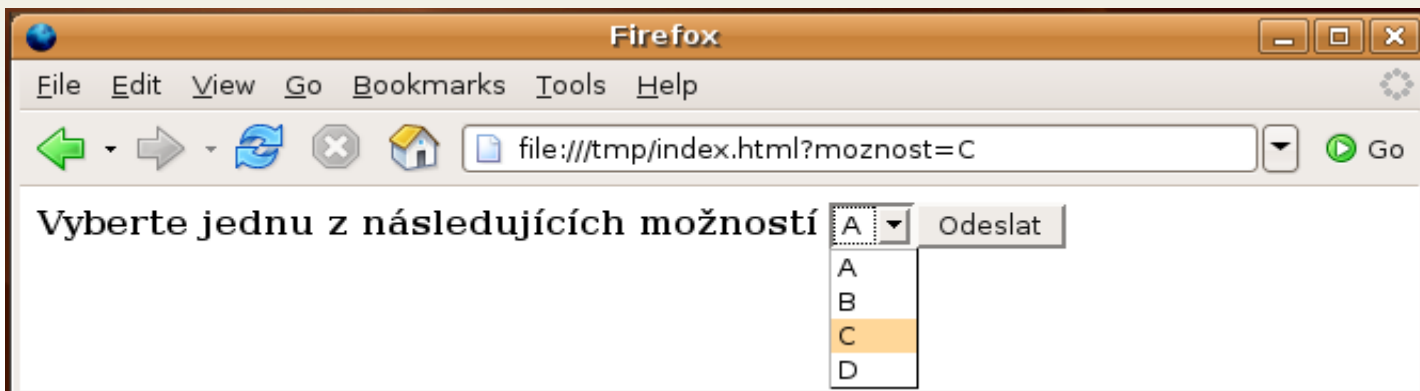 Firefox
File Edit View Go Bookmarks Tools Help
file:///tmp/index.html?moznost=C Go
Vyberte jednu z následujících možností A Odeslat
A
B
C
D